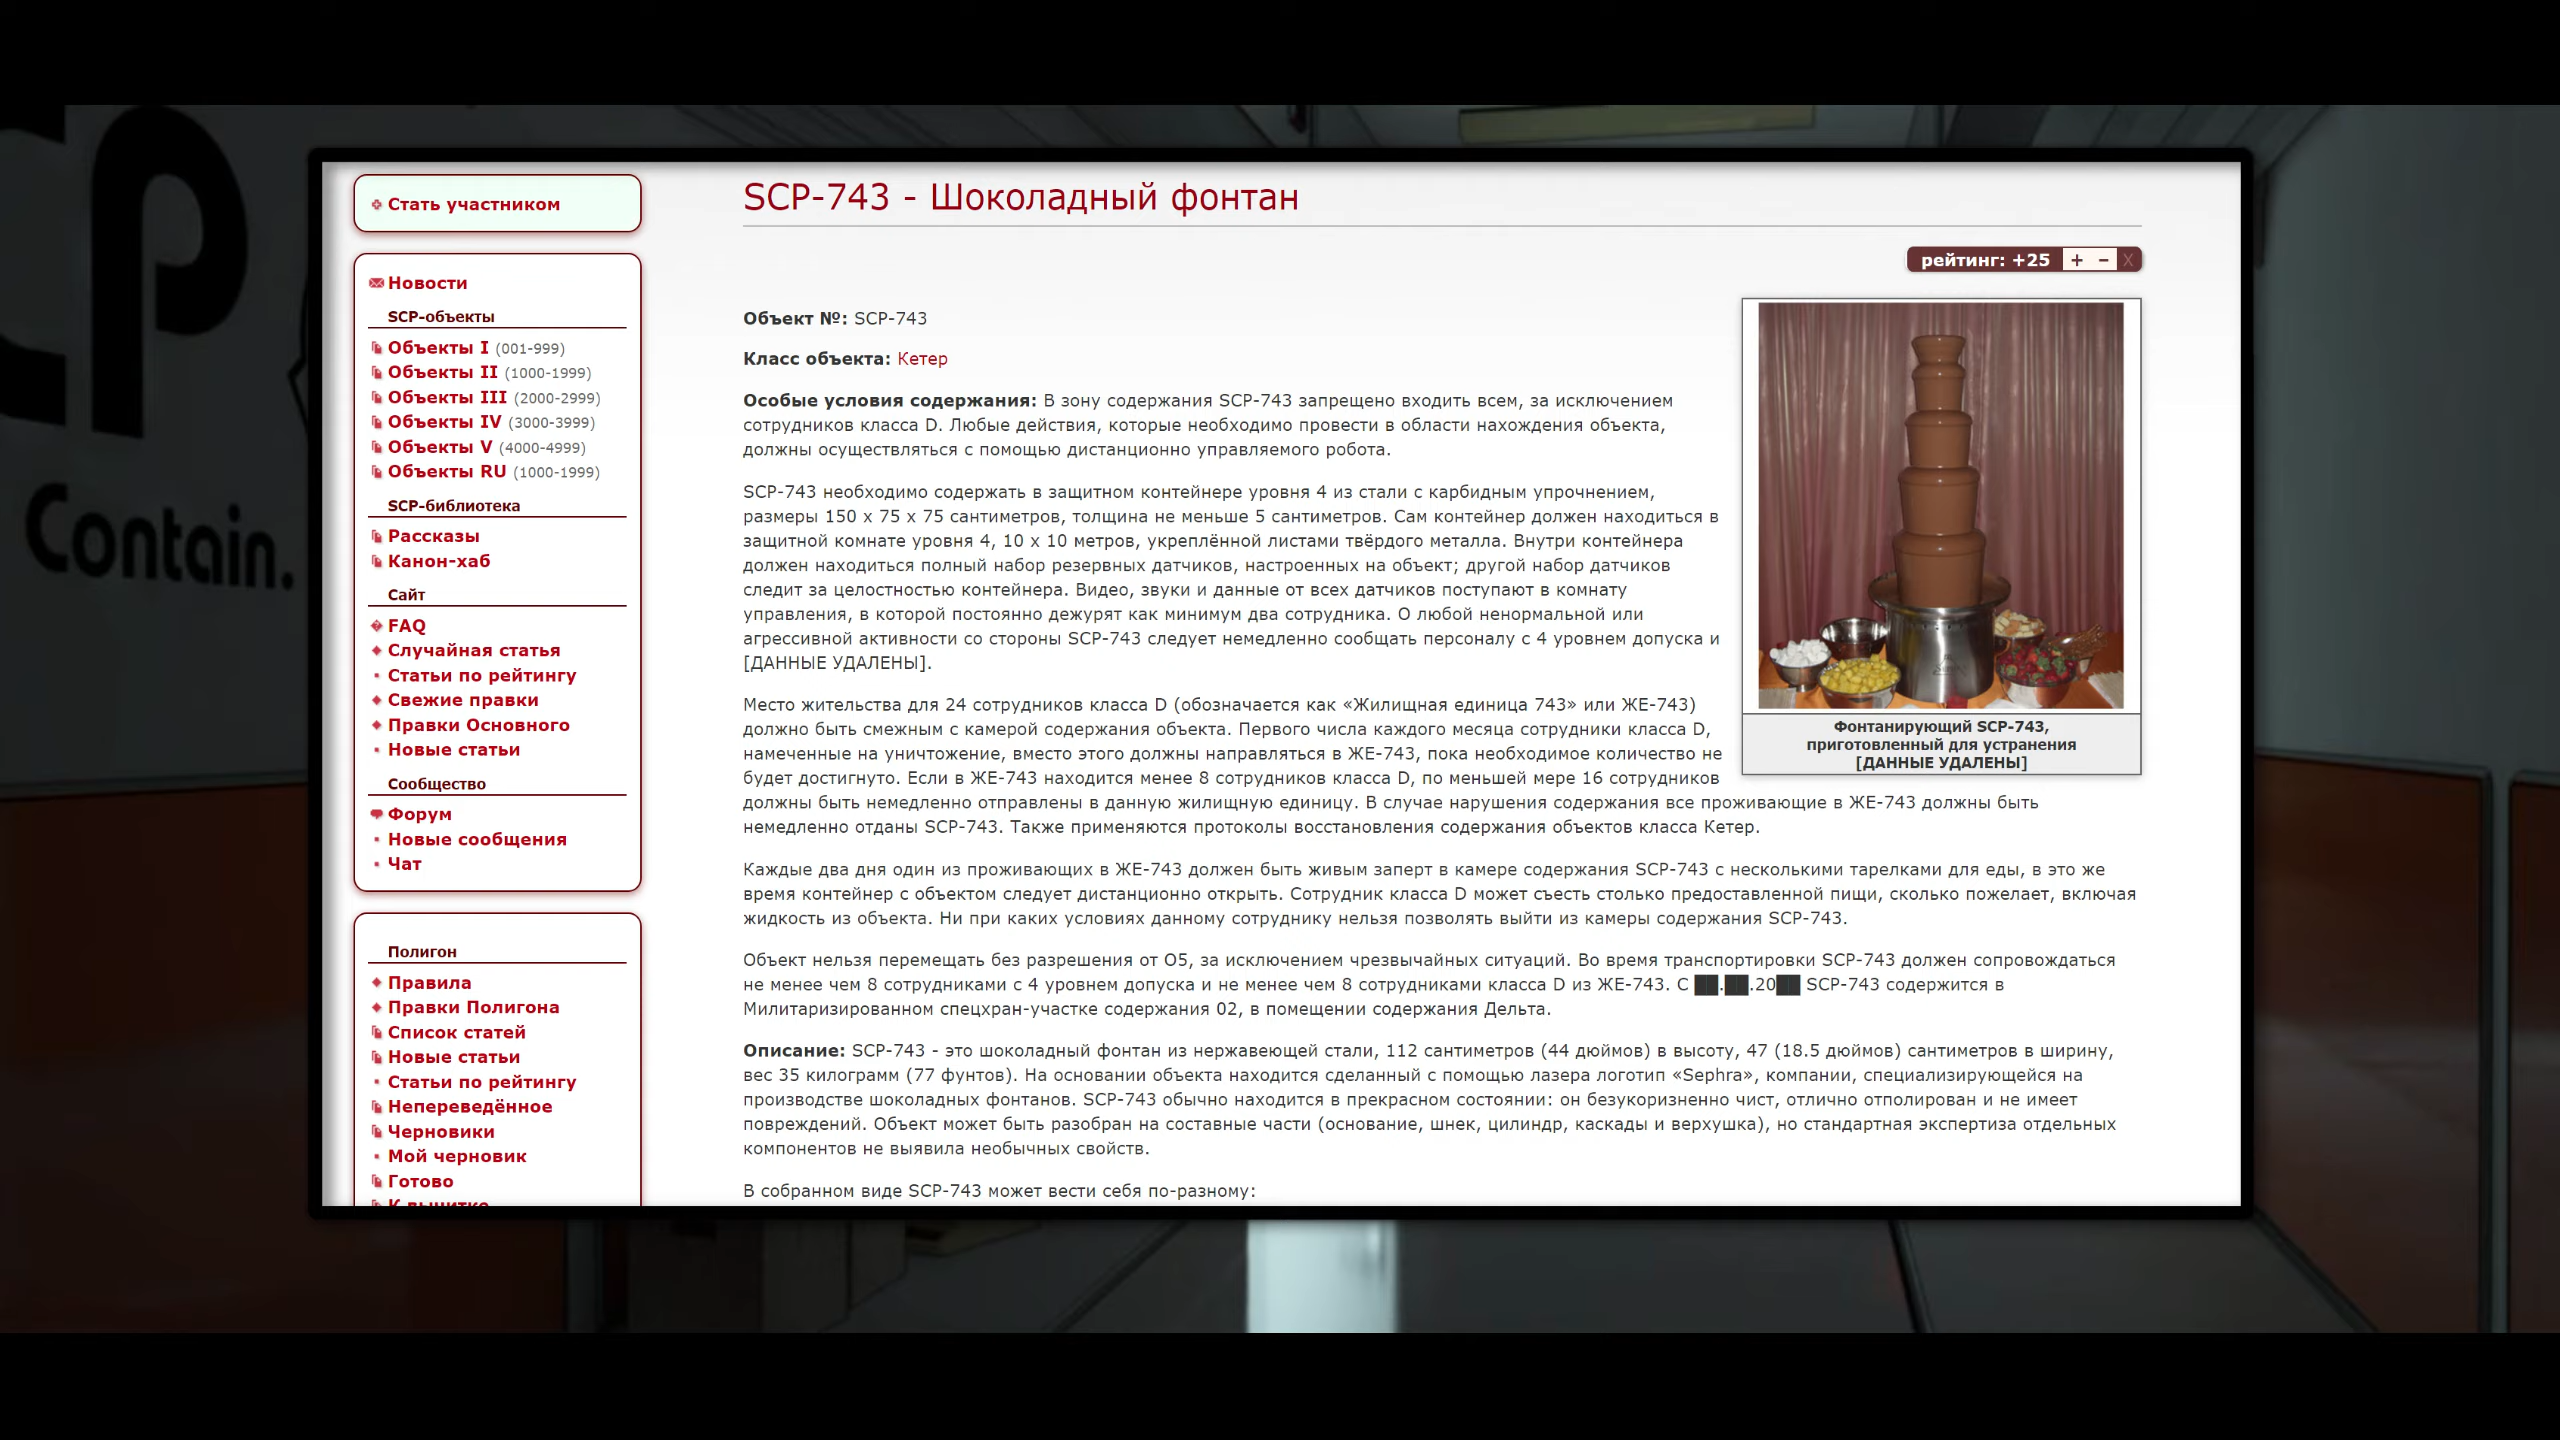 Contain.
Стать участником
Новости
SCP-объекты
Объекты I (001-999)
Объекты II (1000-1999)
Объекты III (2000-2999)
Объекты IV (3000-3999)
Объекты V (4000-4999)
Объекты RU (1000-1999)
SCP-библиотека
Рассказы
Канон-хаб
Сайт
FAQ
Случайная статья
Статьи по рейтингу
Свежие правки
Правки Основного
Новые статьи
Сообщество
Форум
Новые сообщения
Чат
Полигон
Правила
Правки Полигона
Список статей
Новые статьи
Статьи по рейтингу
Непереведённое
Черновики
Мой черновик
Готово
SCP-743 - Шоколадный фонтан
рейтинг: +25 + − X
Объект №: SCP-743
Класс объекта: Кетер
Особые условия содержания: В зону содержания SCP-743 запрещено входить всем, за исключением
сотрудников класса D. Любые действия, которые необходимо провести в области нахождения объекта,
должны осуществляться с помощью дистанционно управляемого робота.
SCP-743 необходимо содержать в защитном контейнере уровня 4 из стали с карбидным упрочнением,
размеры 150 x 75 x 75 сантиметров, толщина не меньше 5 сантиметров. Сам контейнер должен находиться в
защитной комнате уровня 4, 10 x 10 метров, укреплённой листами твёрдого металла. Внутри контейнера
должен находиться полный набор резервных датчиков, настроенных на объект; другой набор датчиков
следит за целостностью контейнера. Видео, звуки и данные от всех датчиков поступают в комнату
управления, в которой постоянно дежурят как минимум два сотрудника. О любой ненормальной или
агрессивной активности со стороны SCP-743 следует немедленно сообщать персоналу с 4 уровнем допуска и
[ДАННЫЕ УДАЛЕНЫ].
Место жительства для 24 сотрудников класса D (обозначается как «Жилищная единица 743» или ЖЕ-743)
должно быть смежным с камерой содержания объекта. Первого числа каждого месяца сотрудники класса D,
намеченные на уничтожение, вместо этого должны направляться в ЖЕ-743, пока необходимое количество не
будет достигнуто. Если в ЖЕ-743 находится менее 8 сотрудников класса D, по меньшей мере 16 сотрудников
должны быть немедленно отправлены в данную жилищную единицу. В случае нарушения содержания все проживающие в ЖЕ-743 должны быть
немедленно отданы SCP-743. Также применяются протоколы восстановления содержания объектов класса Кетер.
Фонтанирующий SCP-743,
приготовленный для устранения
[ДАННЫЕ УДАЛЕНЫ]
Каждые два дня один из проживающих в ЖЕ-743 должен быть живым заперт в камере содержания SCP-743 с несколькими тарелками для еды, в это же
время контейнер с объектом следует дистанционно открыть. Сотрудник класса D может съесть столько предоставленной пищи, сколько пожелает, включая
жидкость из объекта. Ни при каких условиях данному сотруднику нельзя позволять выйти из камеры содержания SCP-743.
Объект нельзя перемещать без разрешения от O5, за исключением чрезвычайных ситуаций. Во время транспортировки SCP-743 должен сопровождаться
не менее чем 8 сотрудниками с 4 уровнем допуска и не менее чем 8 сотрудниками класса D из ЖЕ-743. С ██.██.20██ SCP-743 содержится в
Милитаризированном спецхран-участке содержания 02, в помещении содержания Дельта.
Описание: SCP-743 - это шоколадный фонтан из нержавеющей стали, 112 сантиметров (44 дюймов) в высоту, 47 (18.5 дюймов) сантиметров в ширину,
вес 35 килограмм (77 фунтов). На основании объекта находится сделанный с помощью лазера логотип «Sephra», компании, специализирующейся на
производстве шоколадных фонтанов. SCP-743 обычно находится в прекрасном состоянии: он безукоризненно чист, отлично отполирован и не имеет
повреждений. Объект может быть разобран на составные части (основание, шнек, цилиндр, каскады и верхушка), но стандартная экспертиза отдельных
компонентов не выявила необычных свойств.
В собранном виде SCP-743 может вести себя по-разному: